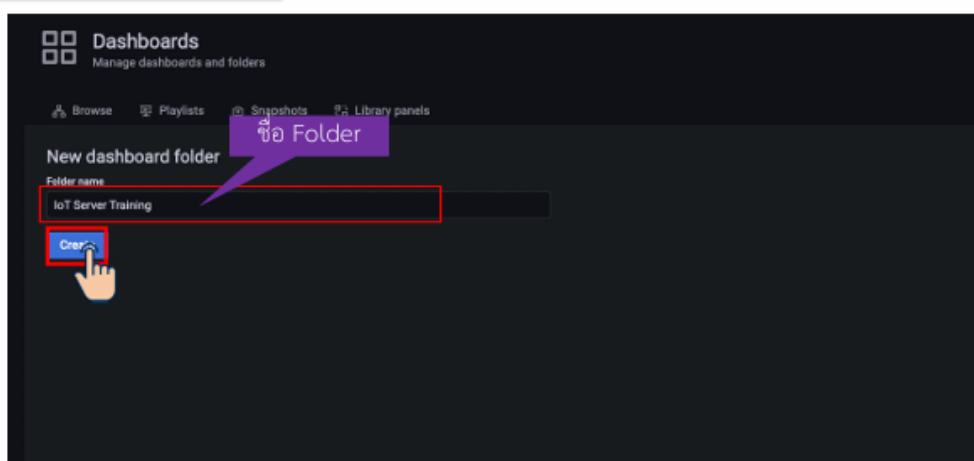 Dashboards
Manage dashboards and folders
Browse Playlists Snapshots Library panels
ชื่อ Folder
New dashboard folder
Folder name
IoT Server Training
Create